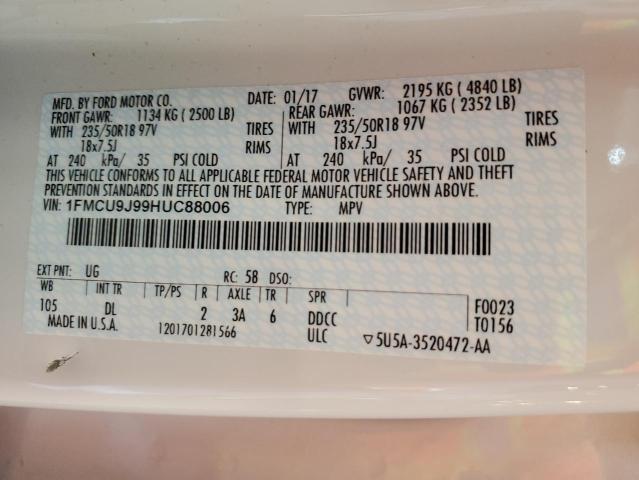 MFD. BY FORD MOTOR CO. DATE: 01/17 GVWR: 2195 KG ( 4840 LB)
FRONT GAWR: 1134 KG ( 2500 LB) REAR GAWR: 1067 KG ( 2352 LB)
WITH 235/50R18 97V TIRES WITH 235/50R18 97V TIRES
18x7.5J RIMS 18x7.5J RIMS
AT 240 kPa/ 35 PSI COLD AT 240 kPa/ 35 PSI COLD
THIS VEHICLE CONFORMS TO ALL APPLICABLE FEDERAL MOTOR VEHICLE SAFETY AND THEFT
PREVENTION STANDARDS IN EFFECT ON THE DATE OF MANUFACTURE SHOWN ABOVE.
VIN: 1FMCU9J99HUC88006 TYPE: MPV
EXT PNT: UG RC: 58 DSO:
WB INT TR TP/PS R AXLE TR SPR F0023
105 DL 2 3A 6 DDCC T0156
MADE IN U.S.A. 1201701281566 ULC ▽5U5A-3520472-AA